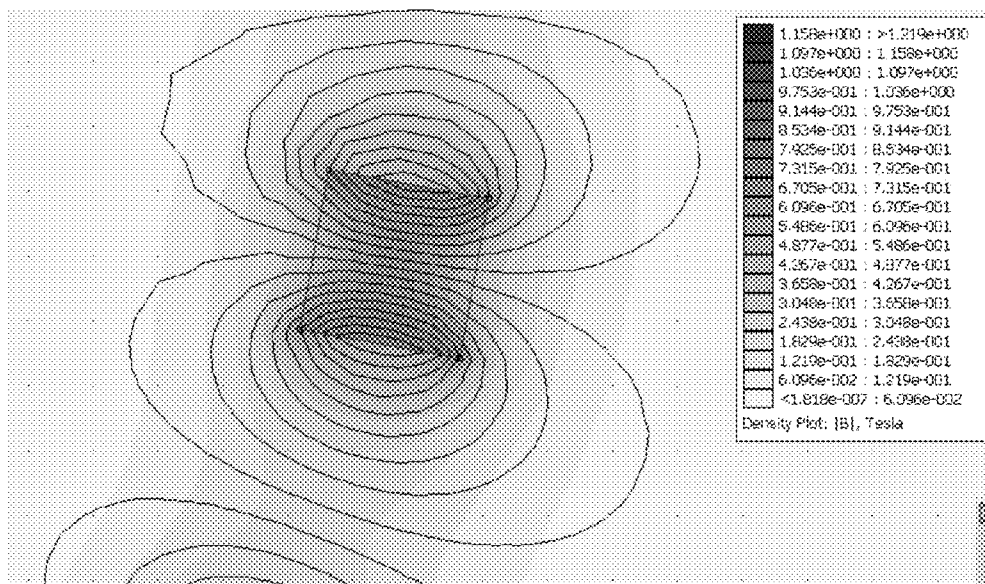 1.158e+000 : >1.219e+000
1.097e+000 : 1.158e+000
1.036e+000 : 1.097e+000
9.753e-001 : 1.036e+000
9.144e-001 : 9.753e-001
8.534e-001 : 9.144e-001
7.925e-001 : 8.534e-001
7.315e-001 : 7.925e-001
6.705e-001 : 7.315e-001
6.096e-001 : 6.705e-001
5.486e-001 : 6.096e-001
4.877e-001 : 5.486e-001
4.267e-001 : 4.877e-001
3.658e-001 : 4.267e-001
3.048e-001 : 3.658e-001
2.438e-001 : 3.048e-001
1.829e-001 : 2.438e-001
1.219e-001 : 1.829e-001
6.096e-002 : 1.219e-001
<1.818e-007 : 6.096e-002
Density Plot: |B|, Tesla